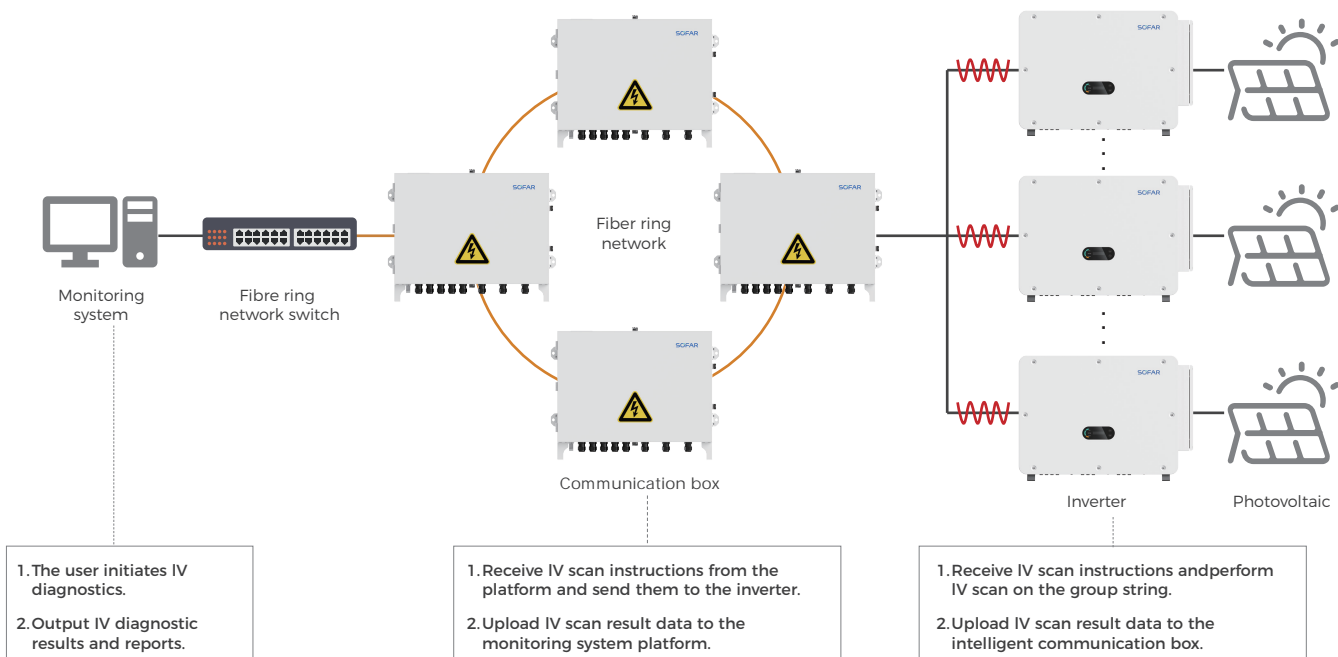 SOFAR
SOFAR
SOFAR
SOFAR
Fiber ring
network
SOFAR
SOFAR
Monitoring
system
Fibre ring
network switch
SOFAR
SOFAR
Communication box
Inverter
Photovoltaic
1.The user initiates IV
diagnostics.
2.Output IV diagnostic
results and reports.
1.Receive IV scan instructions from the
platform and send them to the inverter.
2.Upload IV scan result data to the
monitoring system platform.
1.Receive IV scan instructions andperform
IV scan on the group string.
2.Upload IV scan result data to the
intelligent communication box.